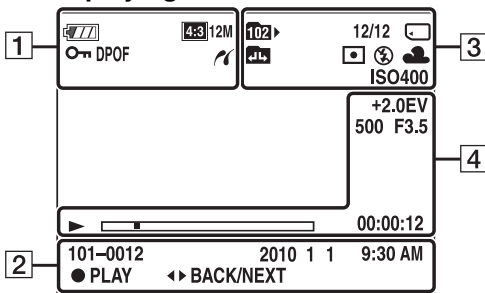 1
4:3 12M
DPOF
102 12/12
3
ISO400
+2.0EV
500 F3.5
4
00:00:12
2
101-0012 2010 1 1 9:30 AM
● PLAY ◂▸ BACK/NEXT